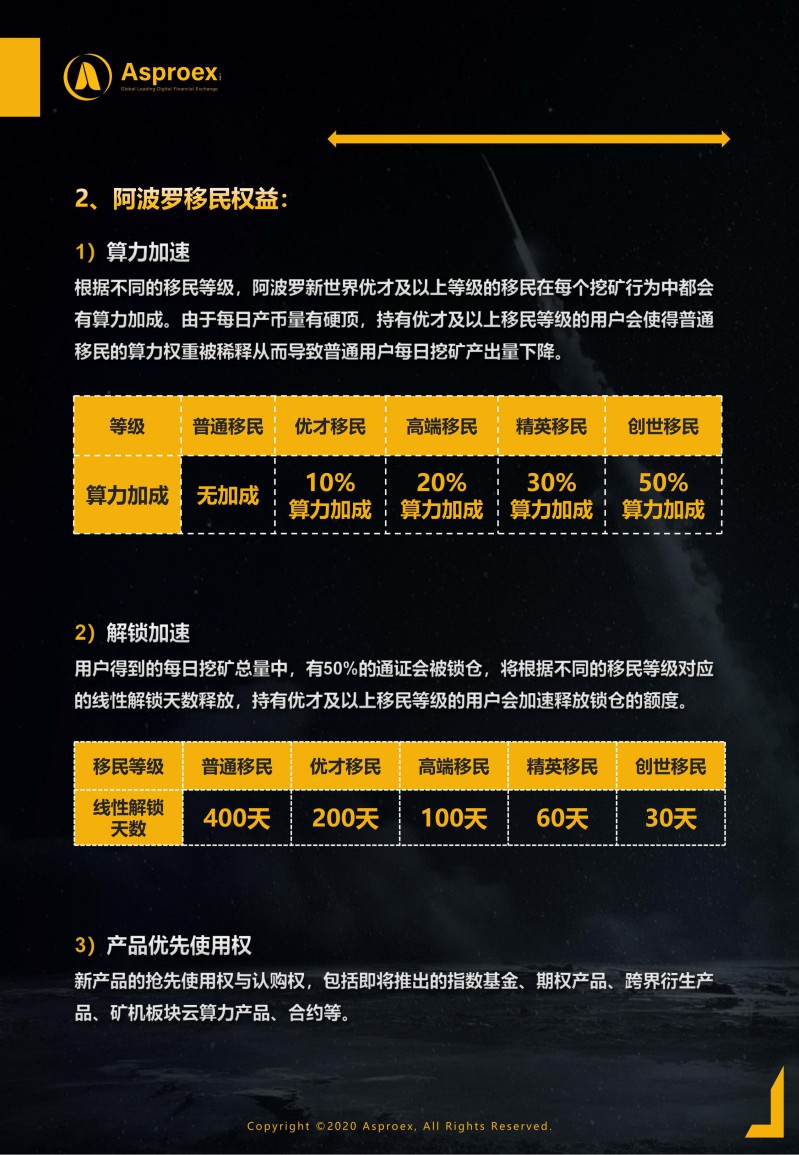 Asproex
Global Leading Digital Financial Exchange
2、阿波罗移民权益：
1）算力加速
根据不同的移民等级，阿波罗新世界优才及以上等级的移民在每个挖矿行为中都会
有算力加成。由于每日产币量有硬顶，持有优才及以上移民等级的用户会使得普通
移民的算力权重被稀释从而导致普通用户每日挖矿产出量下降。
等级 普通移民 优才移民 高端移民 精英移民 创世移民
算力加成 无加成 10% 算力加成 20% 算力加成 30% 算力加成 50% 算力加成
2）解锁加速
用户得到的每日挖矿总量中，有50%的通证会被锁仓，将根据不同的移民等级对应
的线性解锁天数释放，持有优才及以上移民等级的用户会加速释放锁仓的额度。
移民等级 普通移民 优才移民 高端移民 精英移民 创世移民
线性解锁天数 400天 200天 100天 60天 30天
3）产品优先使用权
新产品的抢先使用权与认购权，包括即将推出的指数基金、期权产品、跨界衍生产
品、矿机板块云算力产品、合约等。
Copyright ©2020 Asproex, All Rights Reserved.